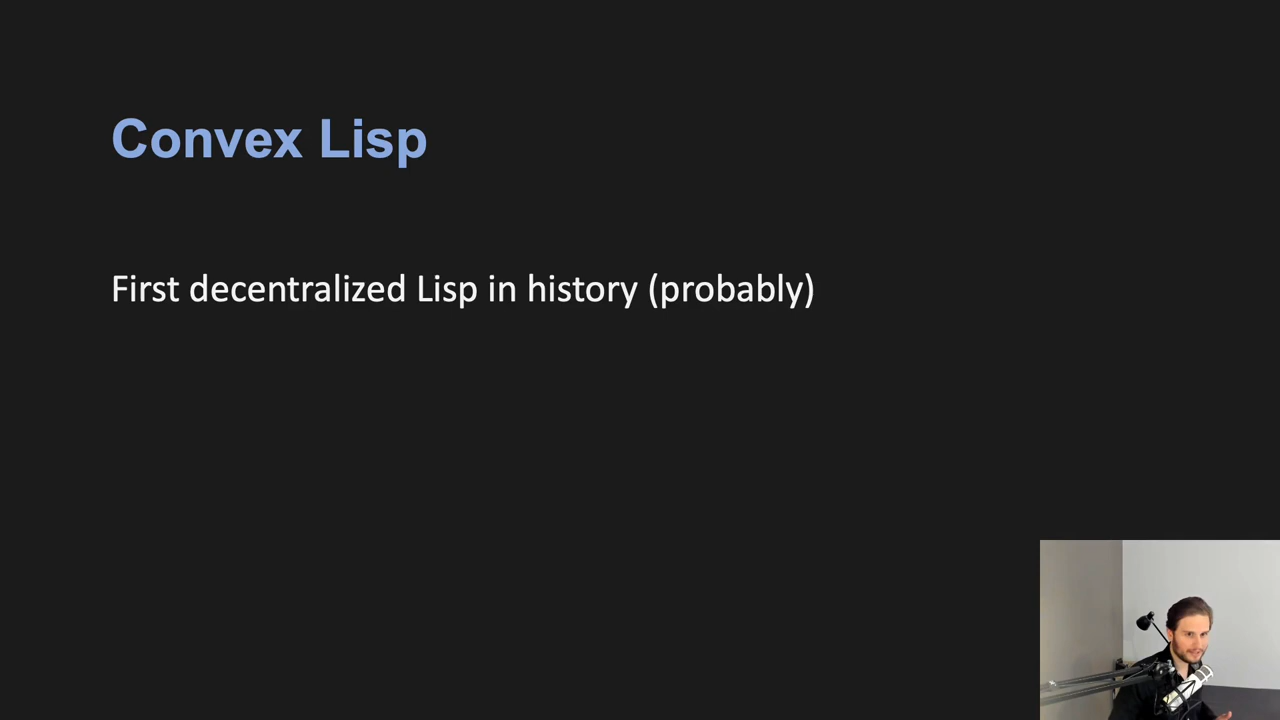 Convex Lisp
First decentralized Lisp in history (probably)